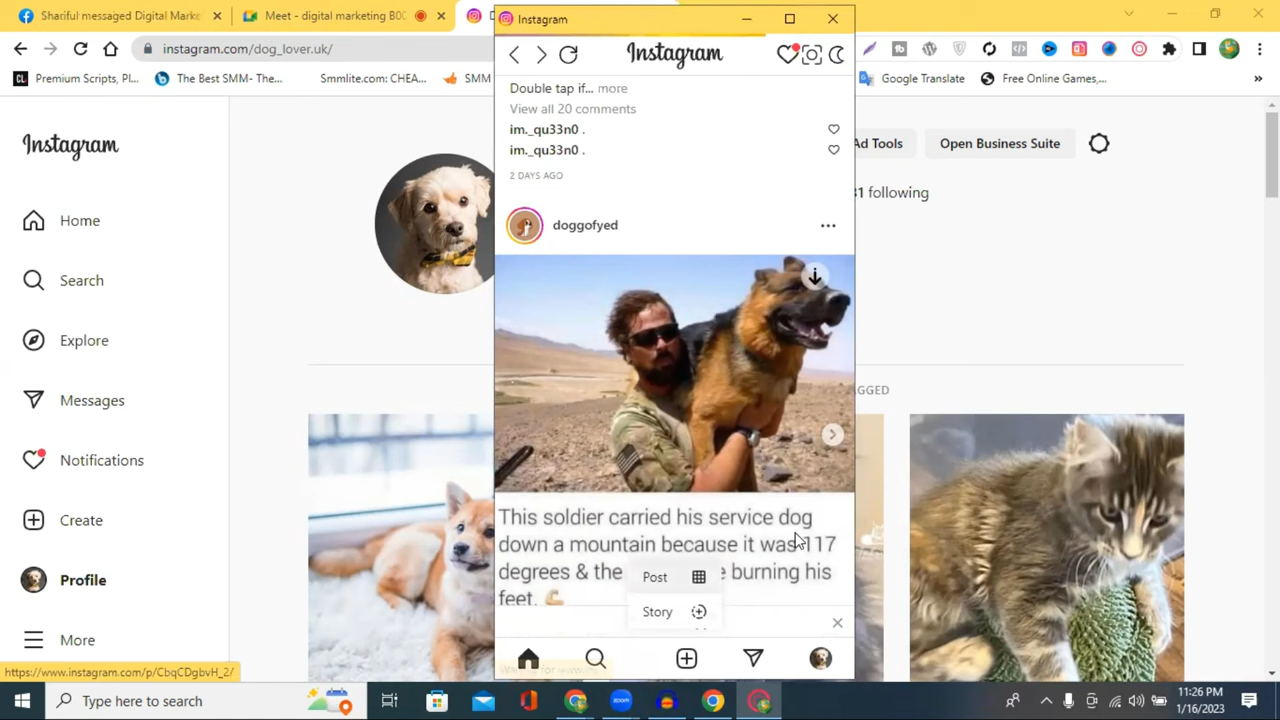 Shariful messaged Digital Marke
Meet - digital marketing B0
Instagram
instagram.com/dog_lover.uk/
Premium Scripts, Pl...
The Best SMM- The...
Smmlite.com: CHEA...
SMM
Google Translate
Free Online Games,...
»
Instagram
Home
Search
Explore
Messages
Notifications
Create
Profile
More
Ad Tools
Open Business Suite
following
Instagram
Double tap if... more
View all 20 comments
im._qu33n0 .
im._qu33n0 .
2 DAYS AGO
doggofyed
This soldier carried his service dog
down a mountain because it was 117
degrees & the
burning his
feet. 💪🏼
Post
Story
https://www.instagram.com/p/CbqCDgbvH_2/
Type here to search
zoom
11:26 PM
1/16/2023